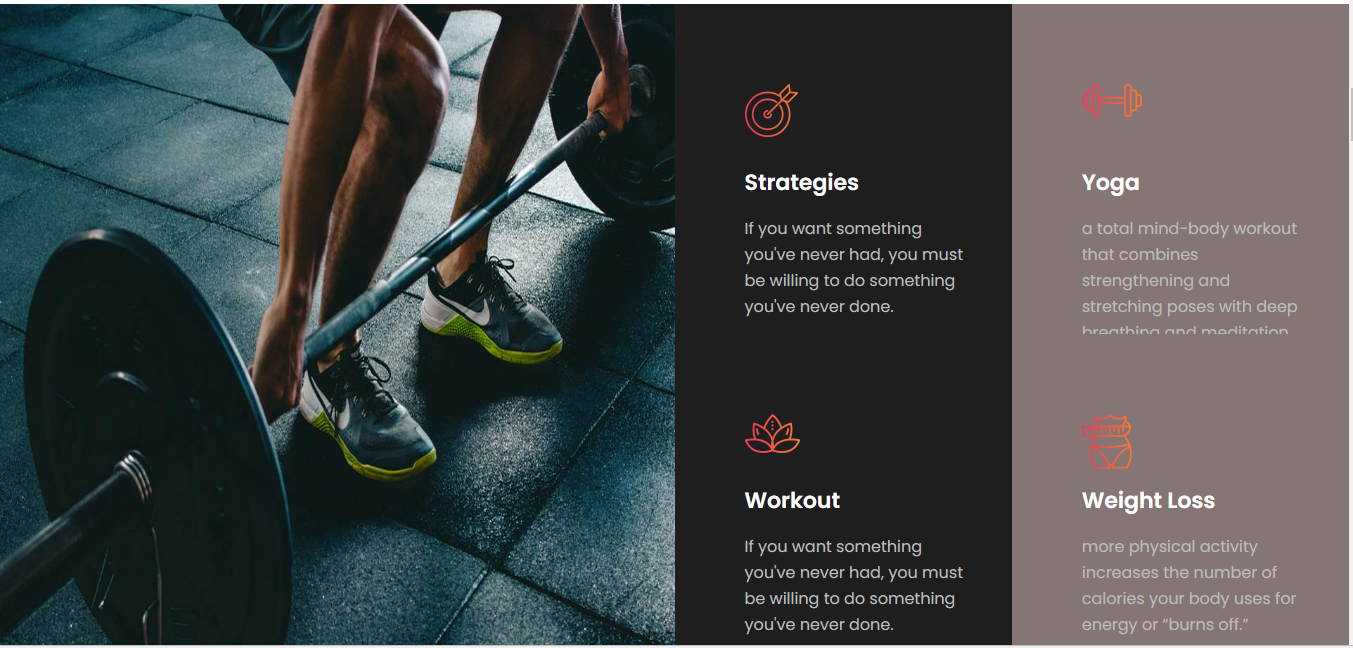 Strategies
If you want something
you've never had, you must
be willing to do something
you've never done.
Yoga
a total mind-body workout
that combines
strengthening and
stretching poses with deep
breathing and meditation
Workout
If you want something
you've never had, you must
be willing to do something
you've never done.
Weight Loss
more physical activity
increases the number of
calories your body uses for
energy or “burns off.”